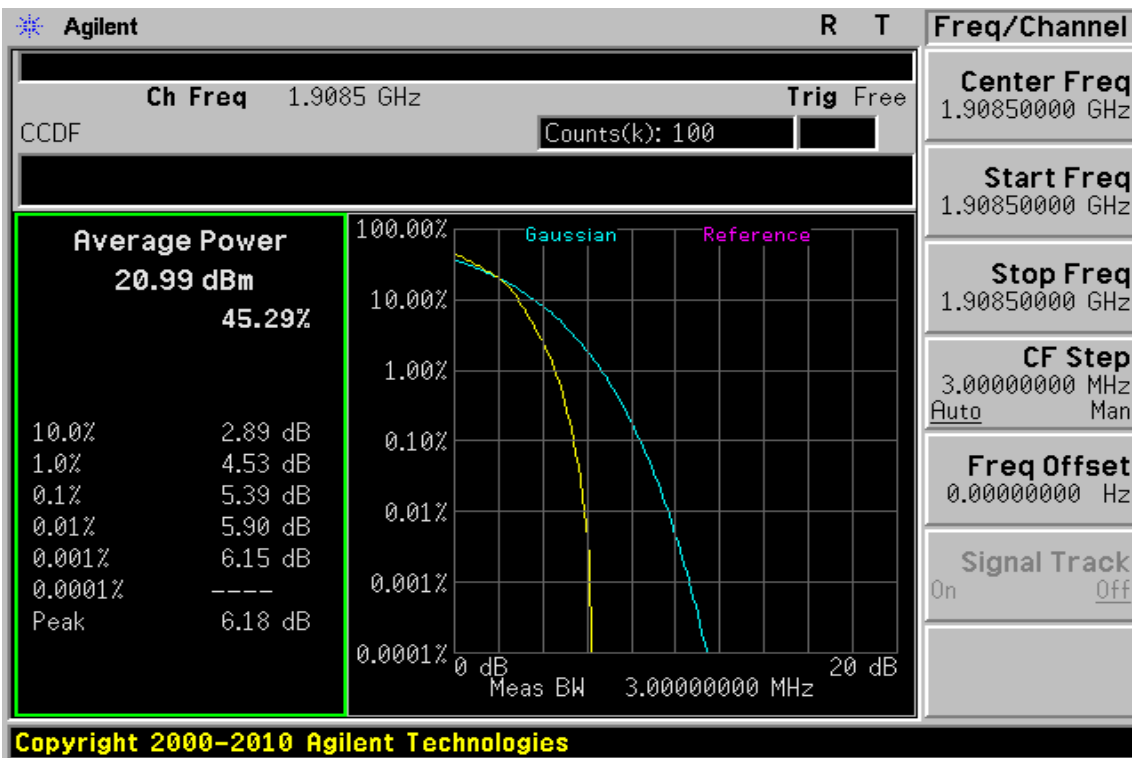 Agilent R T
Ch Freq 1.9085 GHz Trig Free
CCDF
Counts(k): 100
Average Power
20.99 dBm
45.29%
10.0% 2.89 dB
1.0% 4.53 dB
0.1% 5.39 dB
0.01% 5.90 dB
0.001% 6.15 dB
0.0001% ----
Peak 6.18 dB
Gaussian Reference
100.00%
10.00%
1.00%
0.10%
0.01%
0.001%
0.0001%
0 dB 20 dB
Meas BW 3.00000000 MHz
Freq/Channel
Center Freq
1.90850000 GHz
Start Freq
1.90850000 GHz
Stop Freq
1.90850000 GHz
CF Step
3.00000000 MHz
Auto Man
Freq Offset
0.00000000 Hz
Signal Track
On Off
Copyright 2000-2010 Agilent Technologies